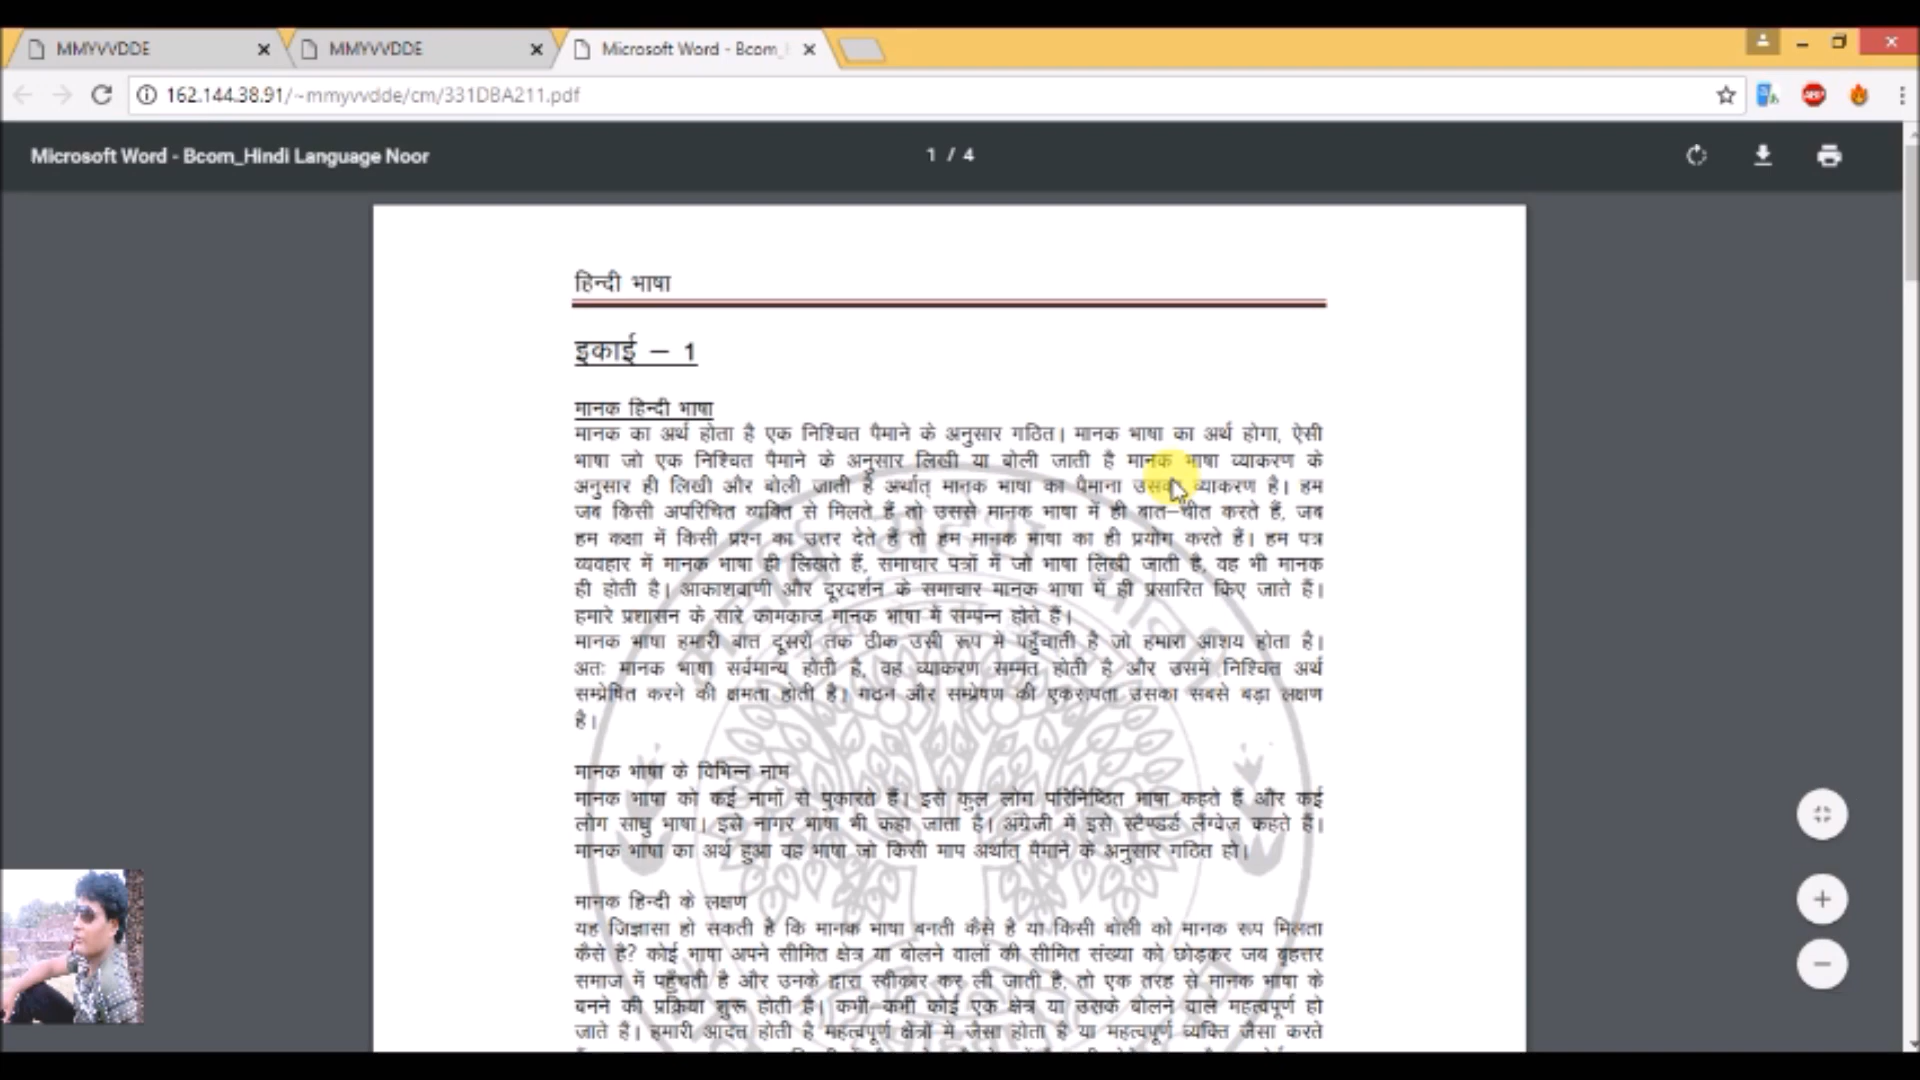 MMYVVDDE
MMYVVDDE
Microsoft Word - Bcom_
162.144.38.91/~mmyvvdde/cm/331DBA211.pdf
Microsoft Word - Bcom_Hindi Language Noor
1 / 4
हिन्दी भाषा
इकाई – 1
मानक हिन्दी भाषा
मानक का अर्थ होता है एक निश्चित पैमाने के अनुसार गठित। मानक भाषा का अर्थ होगा, ऐसी
भाषा जो एक निश्चित पैमाने के अनुसार लिखी या बोली जाती है मानक भाषा व्याकरण के
अनुसार ही लिखी और बोली जाती है अर्थात् मानक भाषा का पैमाना उसका व्याकरण है। हम
जब किसी अपरिचित व्यक्ति से मिलते हैं तो उससे मानक भाषा में ही बात–चीत करते हैं, जब
हम कक्षा में किसी प्रश्न का उत्तर देते हैं तो हम मानक भाषा का ही प्रयोग करते हैं। हम पत्र
व्यवहार में मानक भाषा ही लिखते हैं, समाचार पत्रों में जो भाषा लिखी जाती है, वह भी मानक
ही होती है। आकाशवाणी और दूरदर्शन के समाचार मानक भाषा में ही प्रसारित किए जाते हैं।
हमारे प्रशासन के सारे कामकाज मानक भाषा में सम्पन्न होते हैं।
मानक भाषा हमारी बात दूसरों तक ठीक उसी रूप में पहुँचाती है जो हमारा आशय होता है।
अतः मानक भाषा सर्वमान्य होती है, वह व्याकरण सम्मत होती है और उसमें निश्चित अर्थ
सम्प्रेषित करने की क्षमता होती है। गठन और सम्प्रेषण की एकरूपता उसका सबसे बड़ा लक्षण
है।
मानक भाषा के विभिन्न नाम
मानक भाषा को कई नामों से पुकारते हैं। इसे कुल लोग परिनिष्ठित भाषा कहते हैं और कई
लोग साधु भाषा। इसे नागर भाषा भी कहा जाता है। अंग्रेजी में इसे स्टैण्डर्ड लैंग्वेज़ कहते हैं।
मानक भाषा का अर्थ हुआ वह भाषा जो किसी माप अर्थात् पैमाने के अनुसार गठित हो।
मानक हिन्दी के लक्षण
यह जिज्ञासा हो सकती है कि मानक भाषा बनती कैसे है या किसी बोली को मानक रूप मिलता
कैसे है? कोई भाषा अपने सीमित क्षेत्र या बोलने वालों की सीमित संख्या को छोड़कर जब बृहत्तर
समाज में पहुँचती है और उनके द्वारा स्वीकार कर ली जाती है, तो एक तरह से मानक भाषा के
बनने की प्रक्रिया शुरू होती है। कभी–कभी कोई एक क्षेत्र या उसके बोलने वाले महत्वपूर्ण हो
जाते हैं। हमारी आदत होती है महत्वपूर्ण क्षेत्रों में जैसा होता है या महत्वपूर्ण व्यक्ति जैसा करते